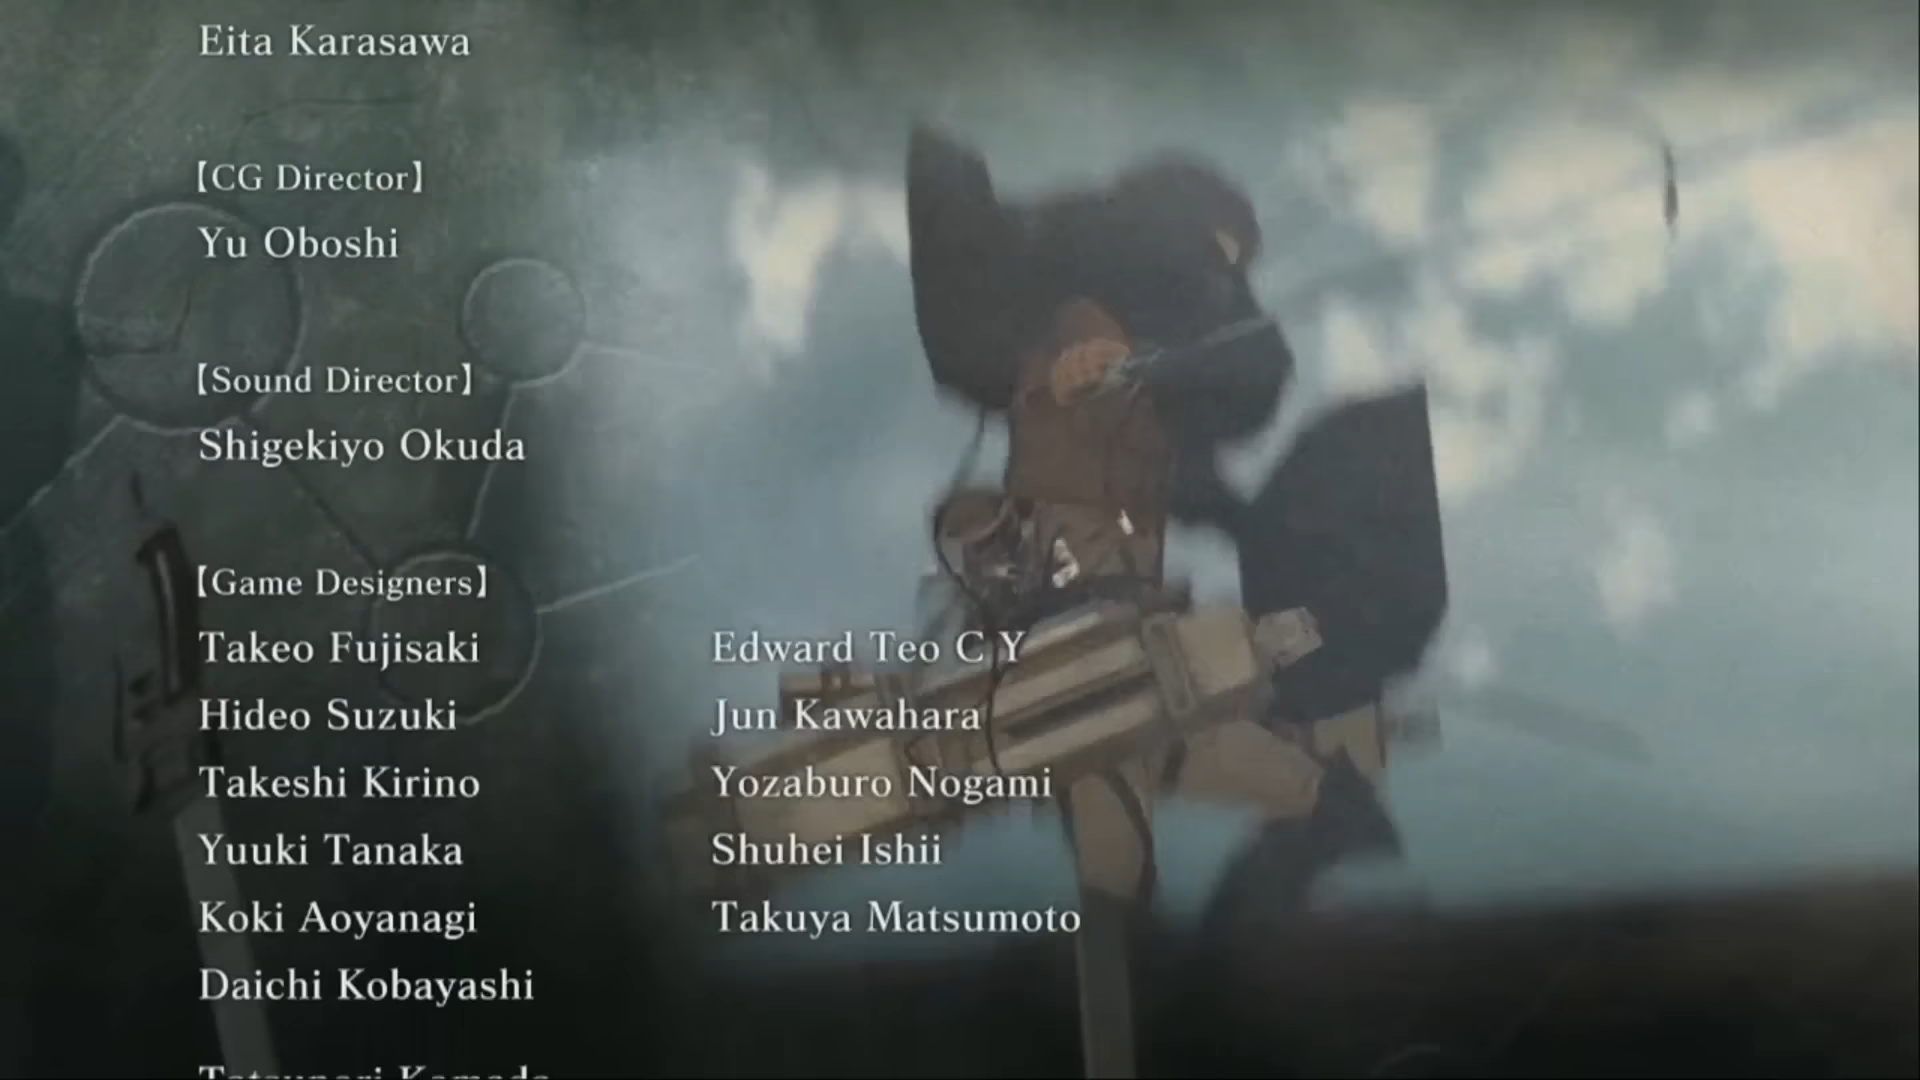 Eita Karasawa
【CG Director】
Yu Oboshi
【Sound Director】
Shigekiyo Okuda
【Game Designers】
Takeo Fujisaki
Edward Teo C Y
Hideo Suzuki
Jun Kawahara
Takeshi Kirino
Yozaburo Nogami
Yuuki Tanaka
Shuhei Ishii
Koki Aoyanagi
Takuya Matsumoto
Daichi Kobayashi